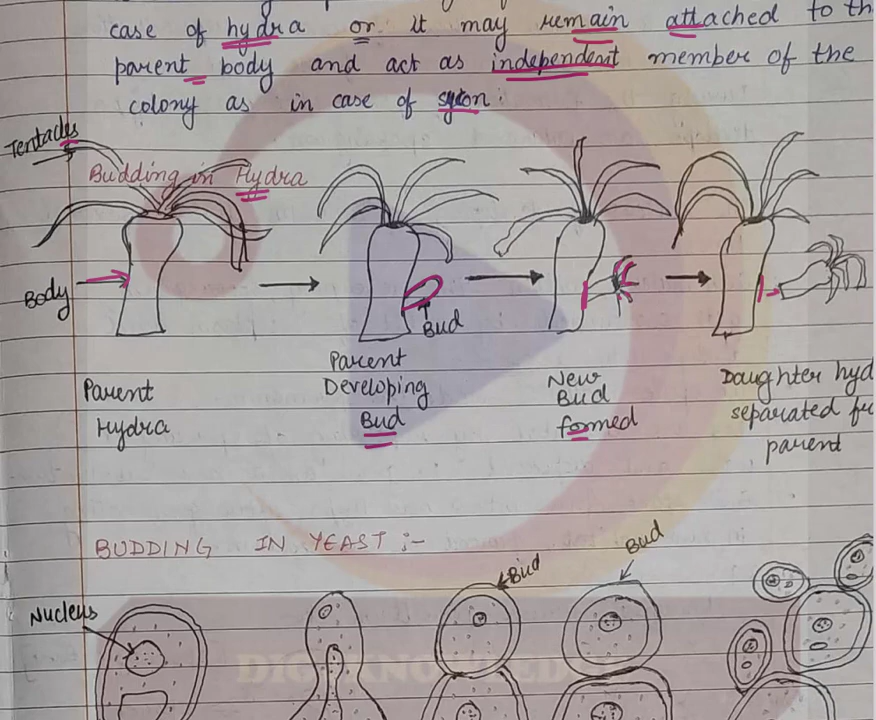 case of hydra or it may remain attached to th
parent body and act as independent member of the
colony as in case of sycon.
Tentacles
Budding in Hydra
Body
Bud
Parent
Hydra
Parent
Developing
Bud
New
Bud
formed
Daughter hyd
separated fr
parent
BUDDING IN YEAST :-
Bud
Bud
Nucleus